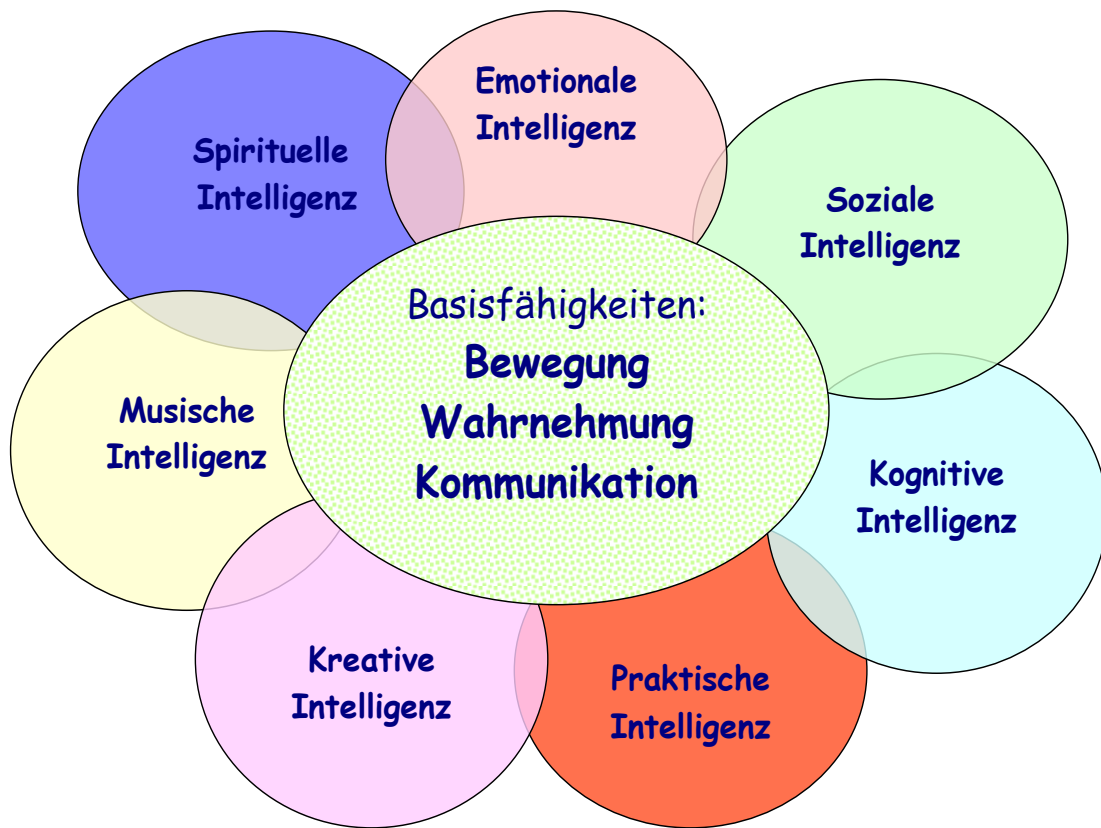 Emotionale
Intelligenz
Spirituelle
Intelligenz
Soziale
Intelligenz
Basisfähigkeiten:
Bewegung
Wahrnehmung
Kommunikation
Musische
Intelligenz
Kognitive
Intelligenz
Kreative
Intelligenz
Praktische
Intelligenz